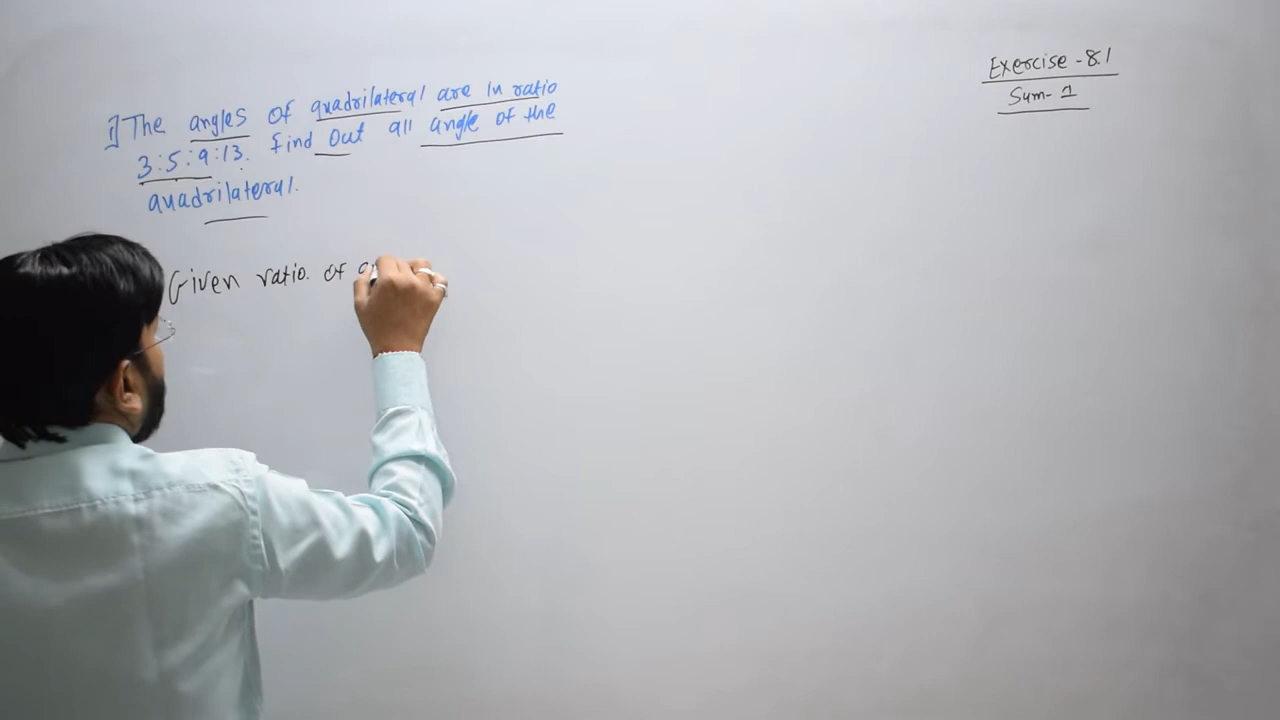 1] The angles of quadrilateral are in ratio
3:5:9:13. find out all angle of the
quadrilateral.
Given ratio. of
Exercise - 8.1
Sum - 1